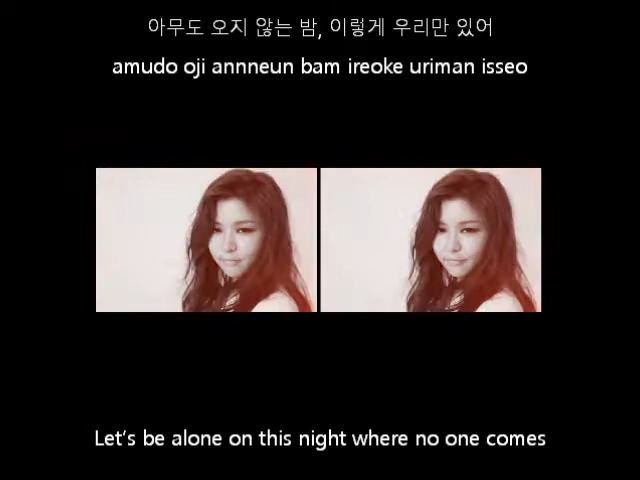 아무도 오지 않는 밤, 이렇게 우리만 있어
amudo oji annneun bam ireoke uriman isseo
Let's be alone on this night where no one comes